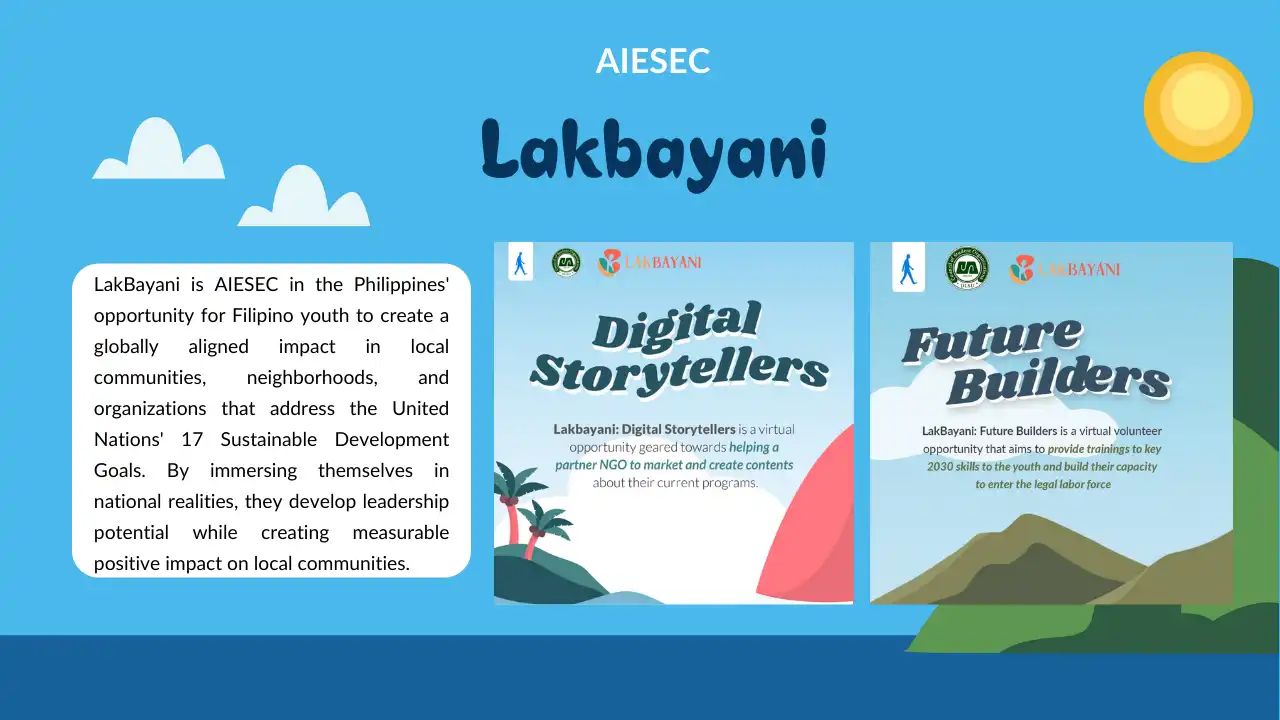 AIESEC
Lakbayani
LakBayani is AIESEC in the Philippines'
opportunity for Filipino youth to create a
globally aligned impact in local
communities, neighborhoods, and
organizations that address the United
Nations' 17 Sustainable Development
Goals. By immersing themselves in
national realities, they develop leadership
potential while creating measurable
positive impact on local communities.
LAKBAYANI
Digital
Storytellers
Lakbayani: Digital Storytellers is a virtual
opportunity geared towards helping a
partner NGO to market and create contents
about their current programs.
LAKBAYANI
Future
Builders
LakBayani: Future Builders is a virtual volunteer
opportunity that aims to provide trainings to key
2030 skills to the youth and build their capacity
to enter the legal labor force